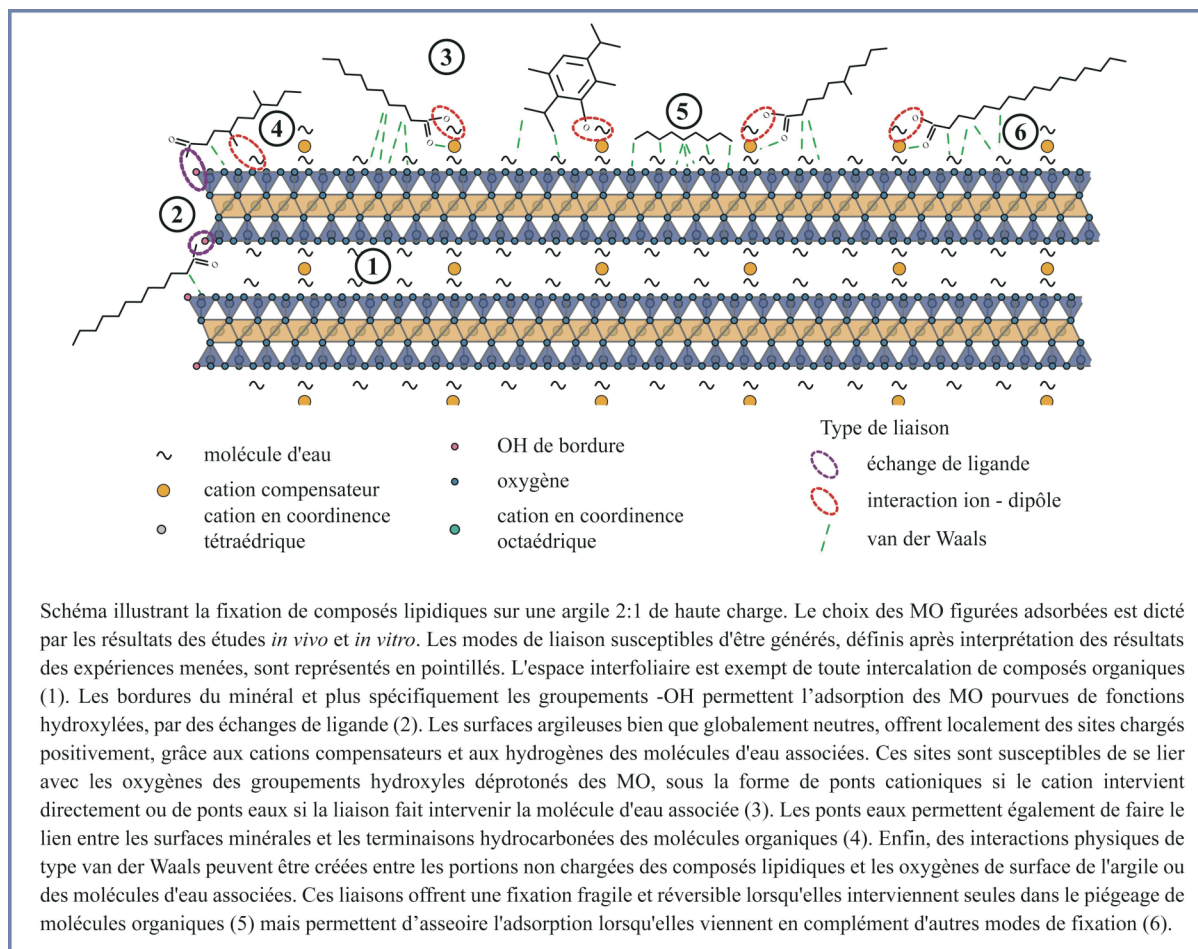 3
4
5
6
2
1
O
O
O
O
O
O
O
O
O
Type de liaison
molécule d'eau
OH de bordure
échange de ligande
cation compensateur
oxygène
interaction ion - dipôle
cation en coordinence
tétraédrique
cation en coordinence
octaédrique
van der Waals
Schéma illustrant la fixation de composés lipidiques sur une argile 2:1 de haute charge. Le choix des MO figurées adsorbées est dicté
par les résultats des études in vivo et in vitro. Les modes de liaison susceptibles d'être générés, définis après interprétation des résultats
des expériences menées, sont représentés en pointillés. L'espace interfoliaire est exempt de toute intercalation de composés organiques
(1). Les bordures du minéral et plus spécifiquement les groupements -OH permettent l'adsorption des MO pourvues de fonctions
hydroxylées, par des échanges de ligande (2). Les surfaces argileuses bien que globalement neutres, offrent localement des sites chargés
positivement, grâce aux cations compensateurs et aux hydrogènes des molécules d'eau associées. Ces sites sont susceptibles de se lier
avec les oxygènes des groupements hydroxyles déprotonés des MO, sous la forme de ponts cationiques si le cation intervient
directement ou de ponts eaux si la liaison fait intervenir la molécule d'eau associée (3). Les ponts eaux permettent également de faire le
lien entre les surfaces minérales et les terminaisons hydrocarbonées des molécules organiques (4). Enfin, des interactions physiques de
type van der Waals peuvent être créées entre les portions non chargées des composés lipidiques et les oxygènes de surface de l'argile ou
des molécules d'eau associées. Ces liaisons offrent une fixation fragile et réversible lorsqu'elles interviennent seules dans le piégeage de
molécules organiques (5) mais permettent d'asseoire l'adsorption lorsqu'elles viennent en complément d'autres modes de fixation (6).